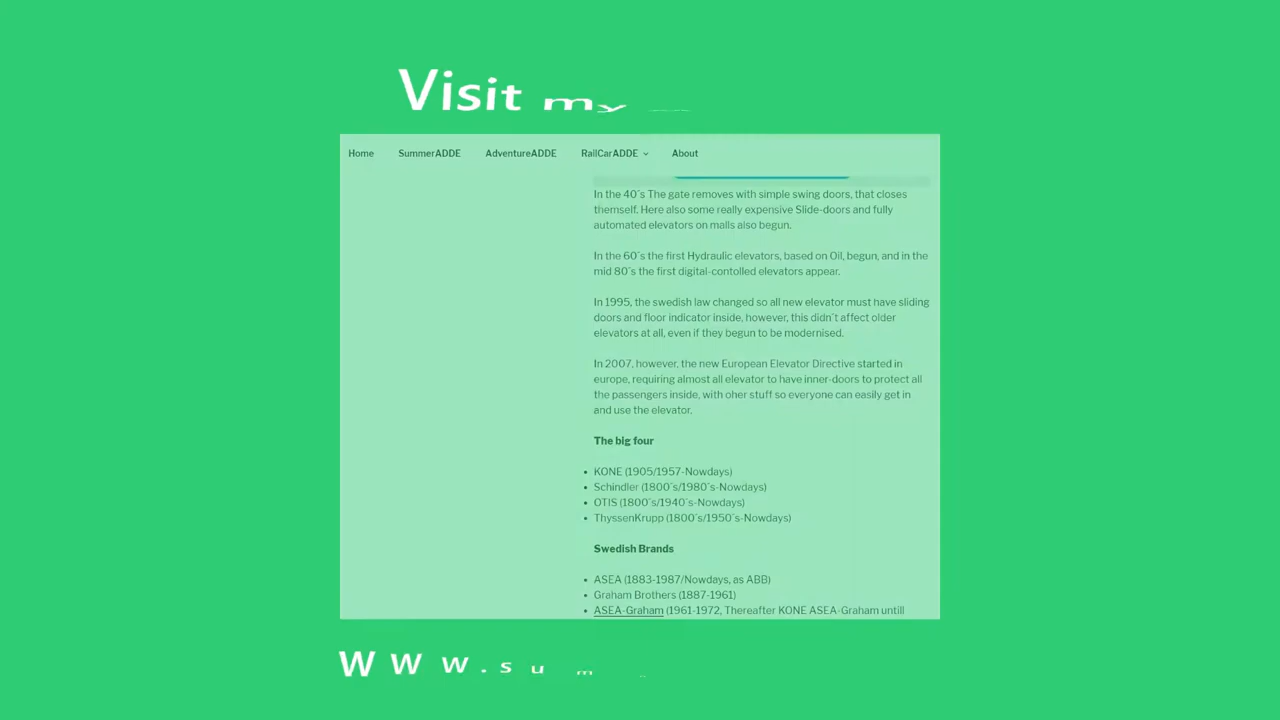 Visit my
Home SummerADDE AdventureADDE RailCarADDE About
In the 40´s The gate removes with simple swing doors, that closes
themself. Here also some really expensive Slide-doors and fully
automated elevators on malls also begun.
In the 60´s the first Hydraulic elevators, based on Oil, begun, and in the
mid 80´s the first digital-contolled elevators appear.
In 1995, the swedish law changed so all new elevator must have sliding
doors and floor indicator inside, however, this didn´t affect older
elevators at all, even if they begun to be modernised.
In 2007, however, the new European Elevator Directive started in
europe, requiring almost all elevator to have inner-doors to protect all
the passengers inside, with oher stuff so everyone can easily get in
and use the elevator.
The big four
• KONE (1905/1957-Nowdays)
• Schindler (1800´s/1980´s-Nowdays)
• OTIS (1800´s/1940´s-Nowdays)
• ThyssenKrupp (1800´s/1950´s-Nowdays)
Swedish Brands
• ASEA (1883-1987/Nowdays, as ABB)
• Graham Brothers (1887-1961)
• ASEA-Graham (1961-1972, Thereafter KONE ASEA-Graham untill
www.sum